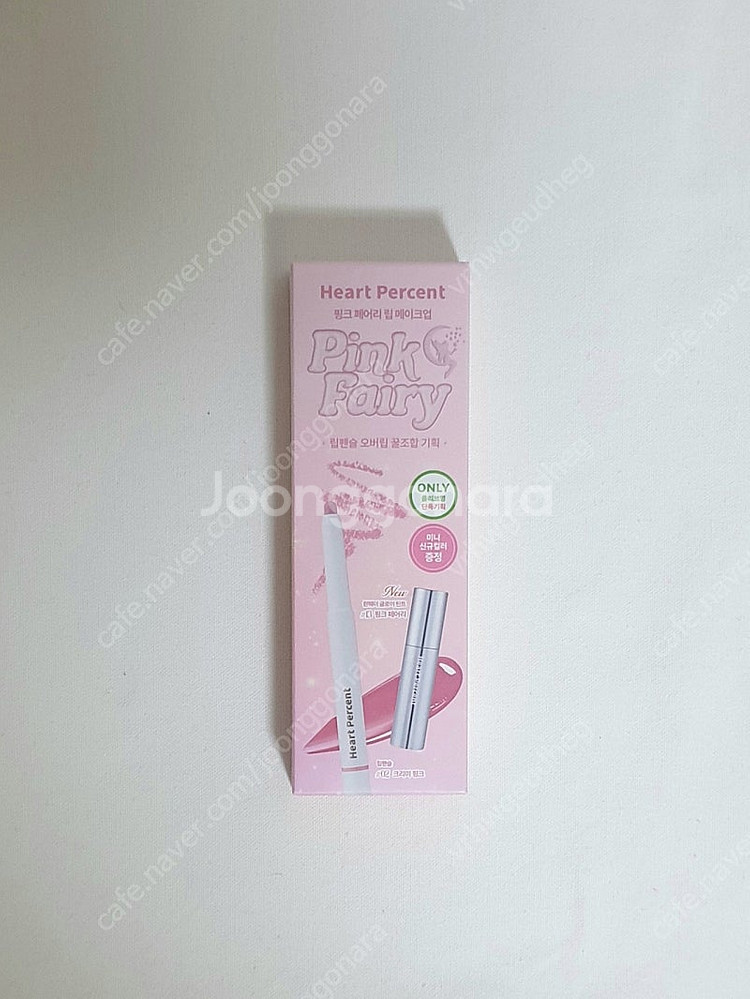 Heart Percent
핑크 페어리 립 메이크업
Pink
Fairy
립펜슬 오버립 꿀조합 기획
ONLY
올리브영
단독기획
Joonggonara
미니
신규컬러
증정
New
핑크 페어리
Heart Percent
립펜슬
#02 크리미 핑크
cafe.naver.com/joonggonara
vrhwgeudheg